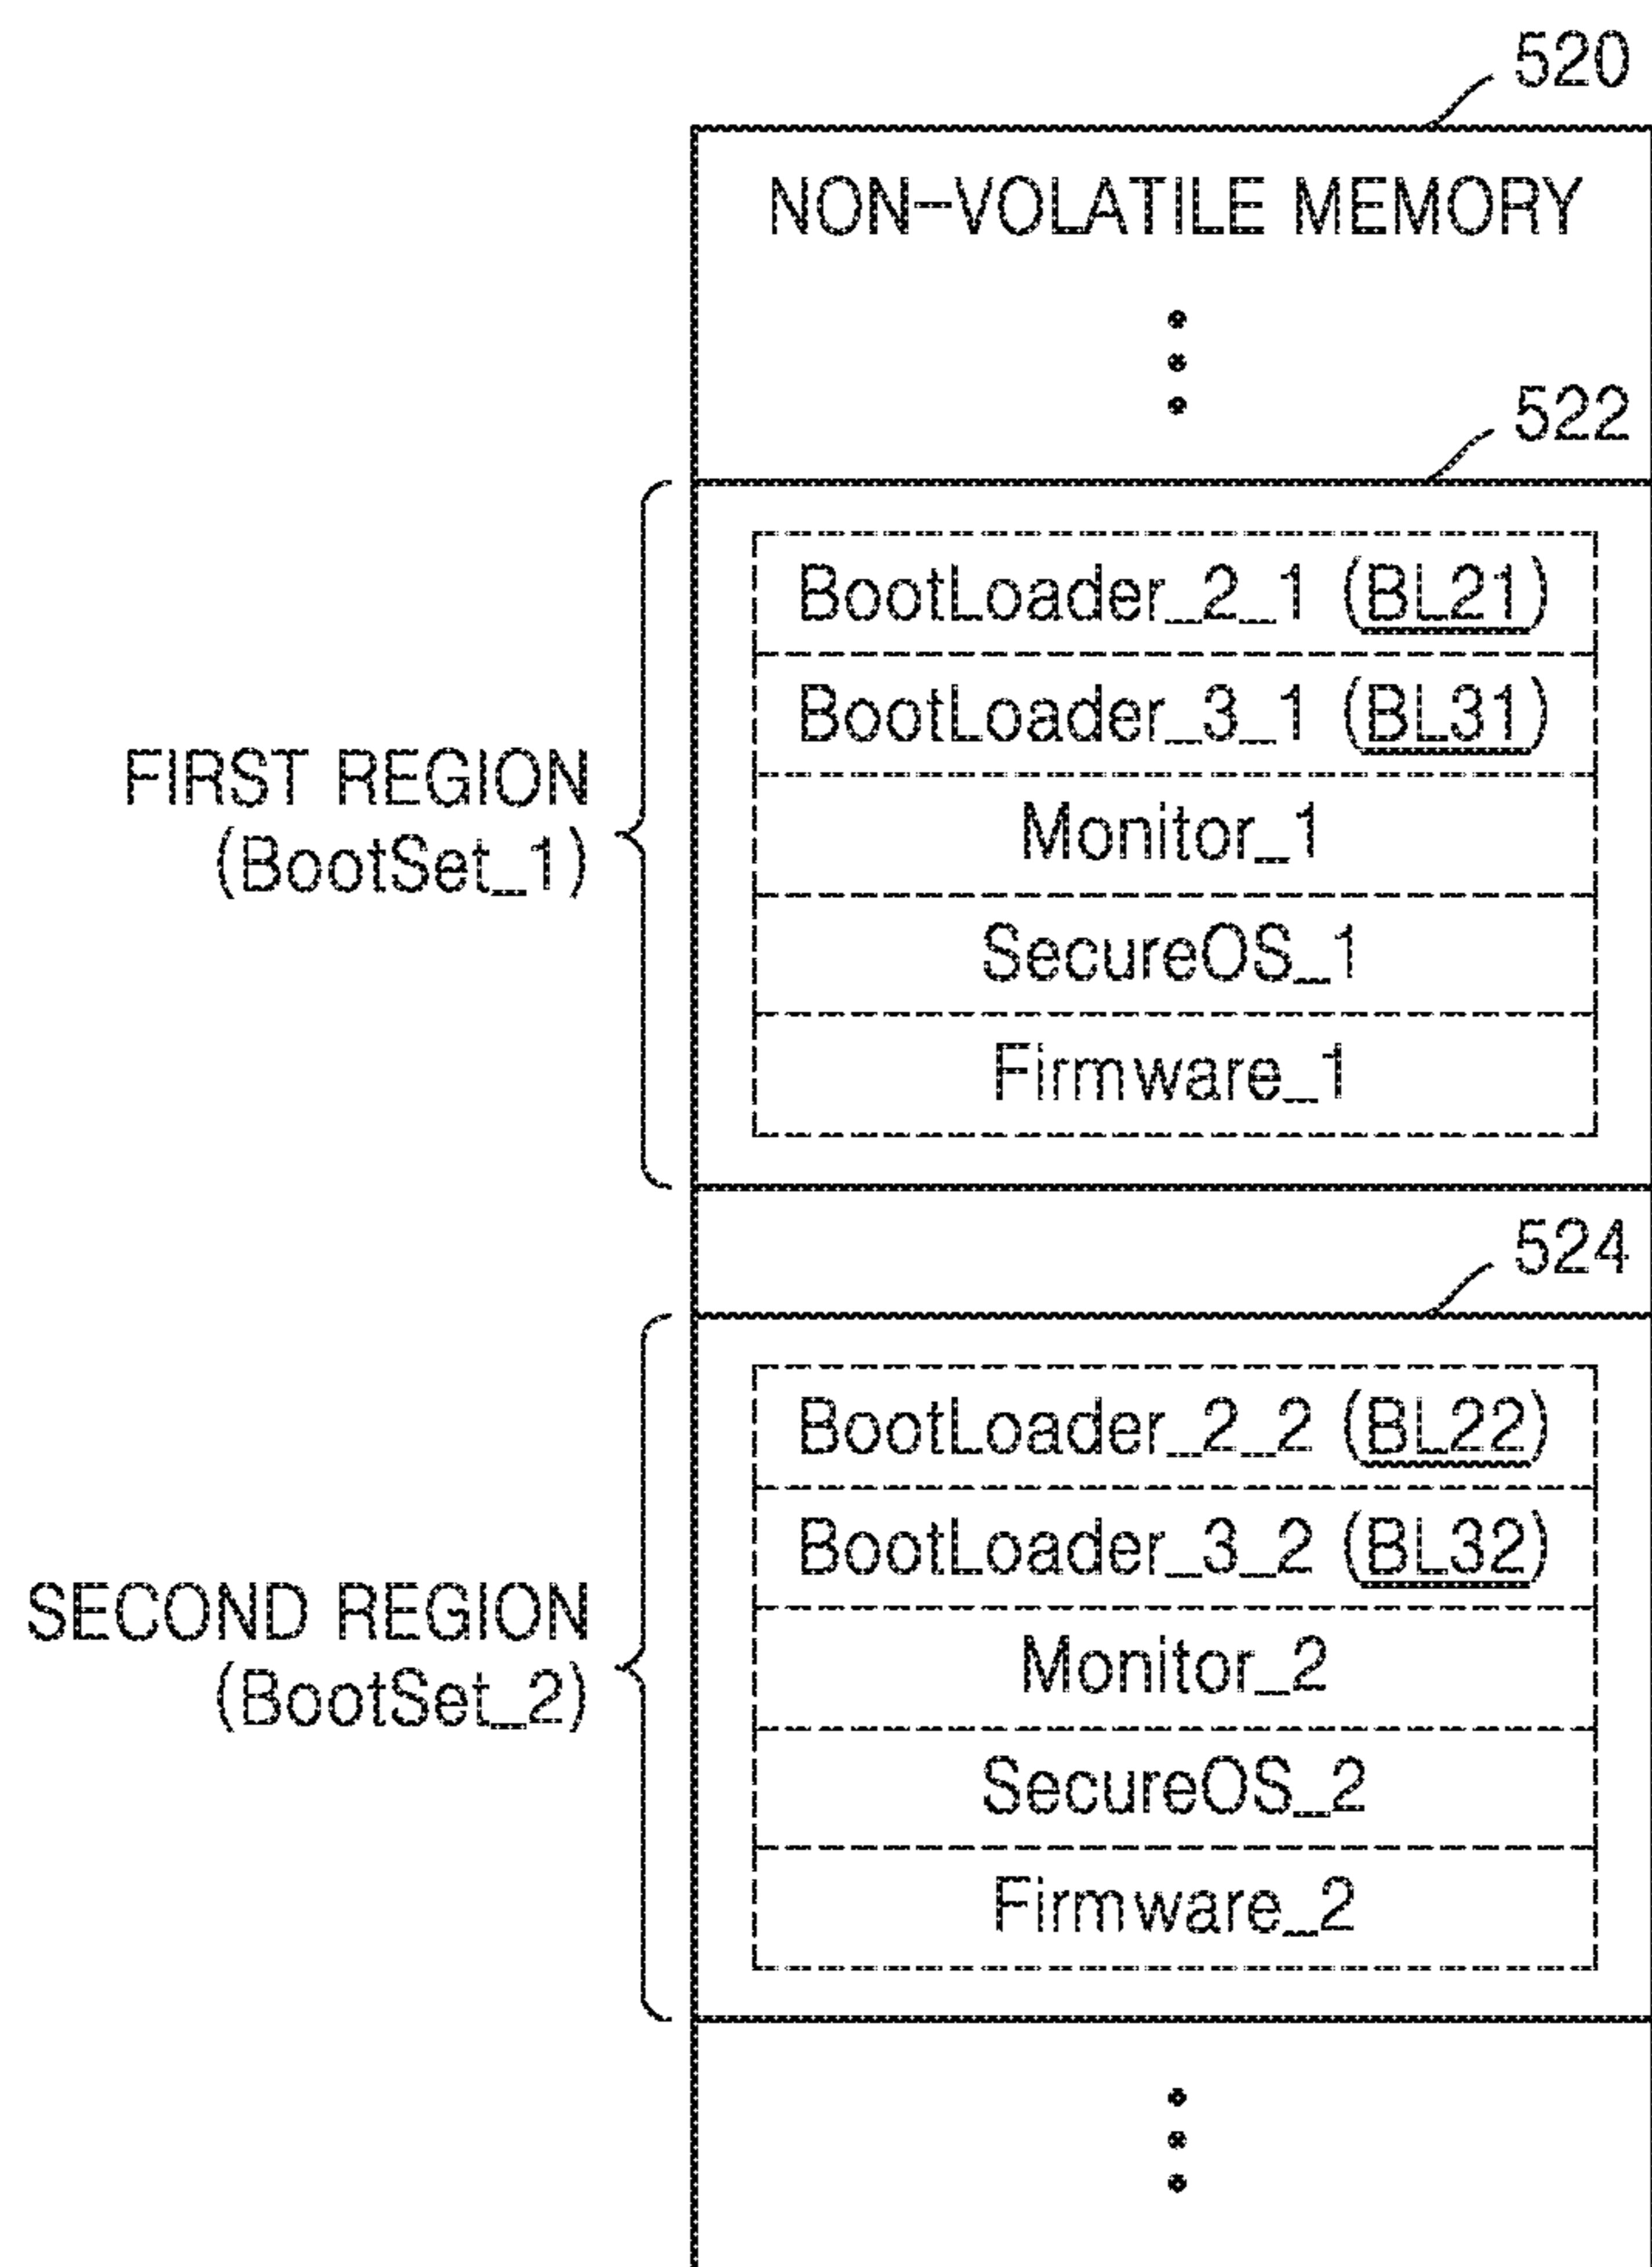 520
NON-VOLATILE MEMORY
522
BootLoader_2_1 (BL21)
BootLoader_3_1 (BL31)
FIRST REGION
(BootSet_1)
Monitor_1
SecureOS_1
Firmware_1
524
BootLoader_2_2 (BL22)
BootLoader_3_2 (BL32)
SECOND REGION
(BootSet_2)
Monitor_2
SecureOS_2
Firmware_2